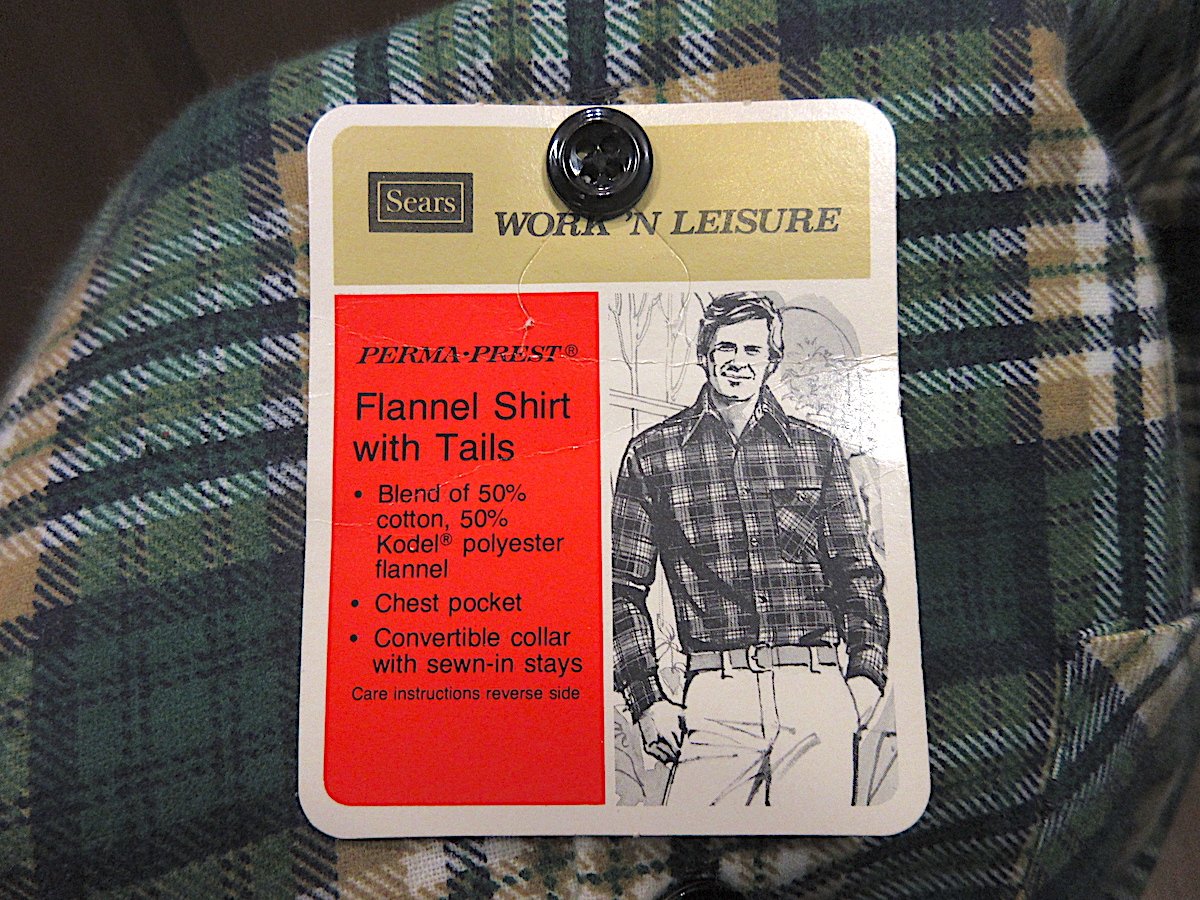 Sears
WORK 'N LEISURE
PERMA•PREST®
Flannel Shirt
with Tails
• Blend of 50%
cotton, 50%
Kodel® polyester
flannel
• Chest pocket
• Convertible collar
with sewn-in stays
Care instructions reverse side